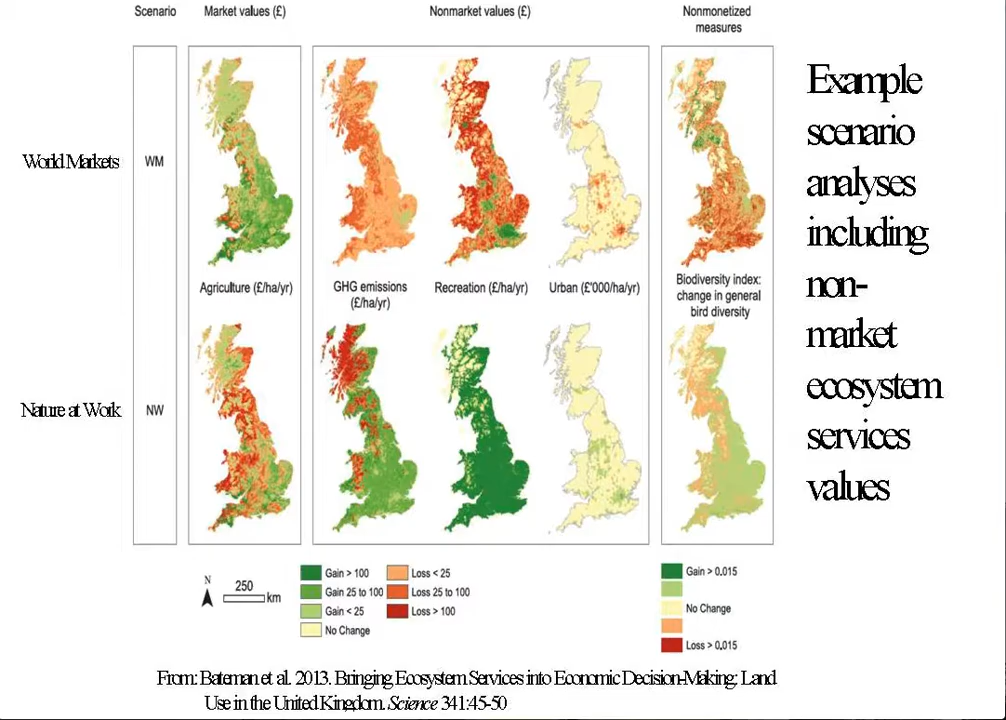 Scenario
Market values (£)
Nonmarket values (£)
Nonmonetized
measures
World Markets
WM
Agriculture (£/ha/yr)
GHG emissions
(£/ha/yr)
Recreation (£/ha/yr)
Urban (£'000/ha/yr)
Biodiversity index:
change in general
bird diversity
Nature at Work
NW
N
250
km
Gain > 100
Gain 25 to 100
Gain < 25
No Change
Loss < 25
Loss 25 to 100
Loss > 100
Gain > 0.015
No Change
Loss > 0.015
Example
scenario
analyses
including
non-
market
ecosystem
services
values
From: Bateman et al. 2013. Bringing Ecosystem Services into Economic Decision-Making: Land
Use in the United Kingdom. Science 341:45-50